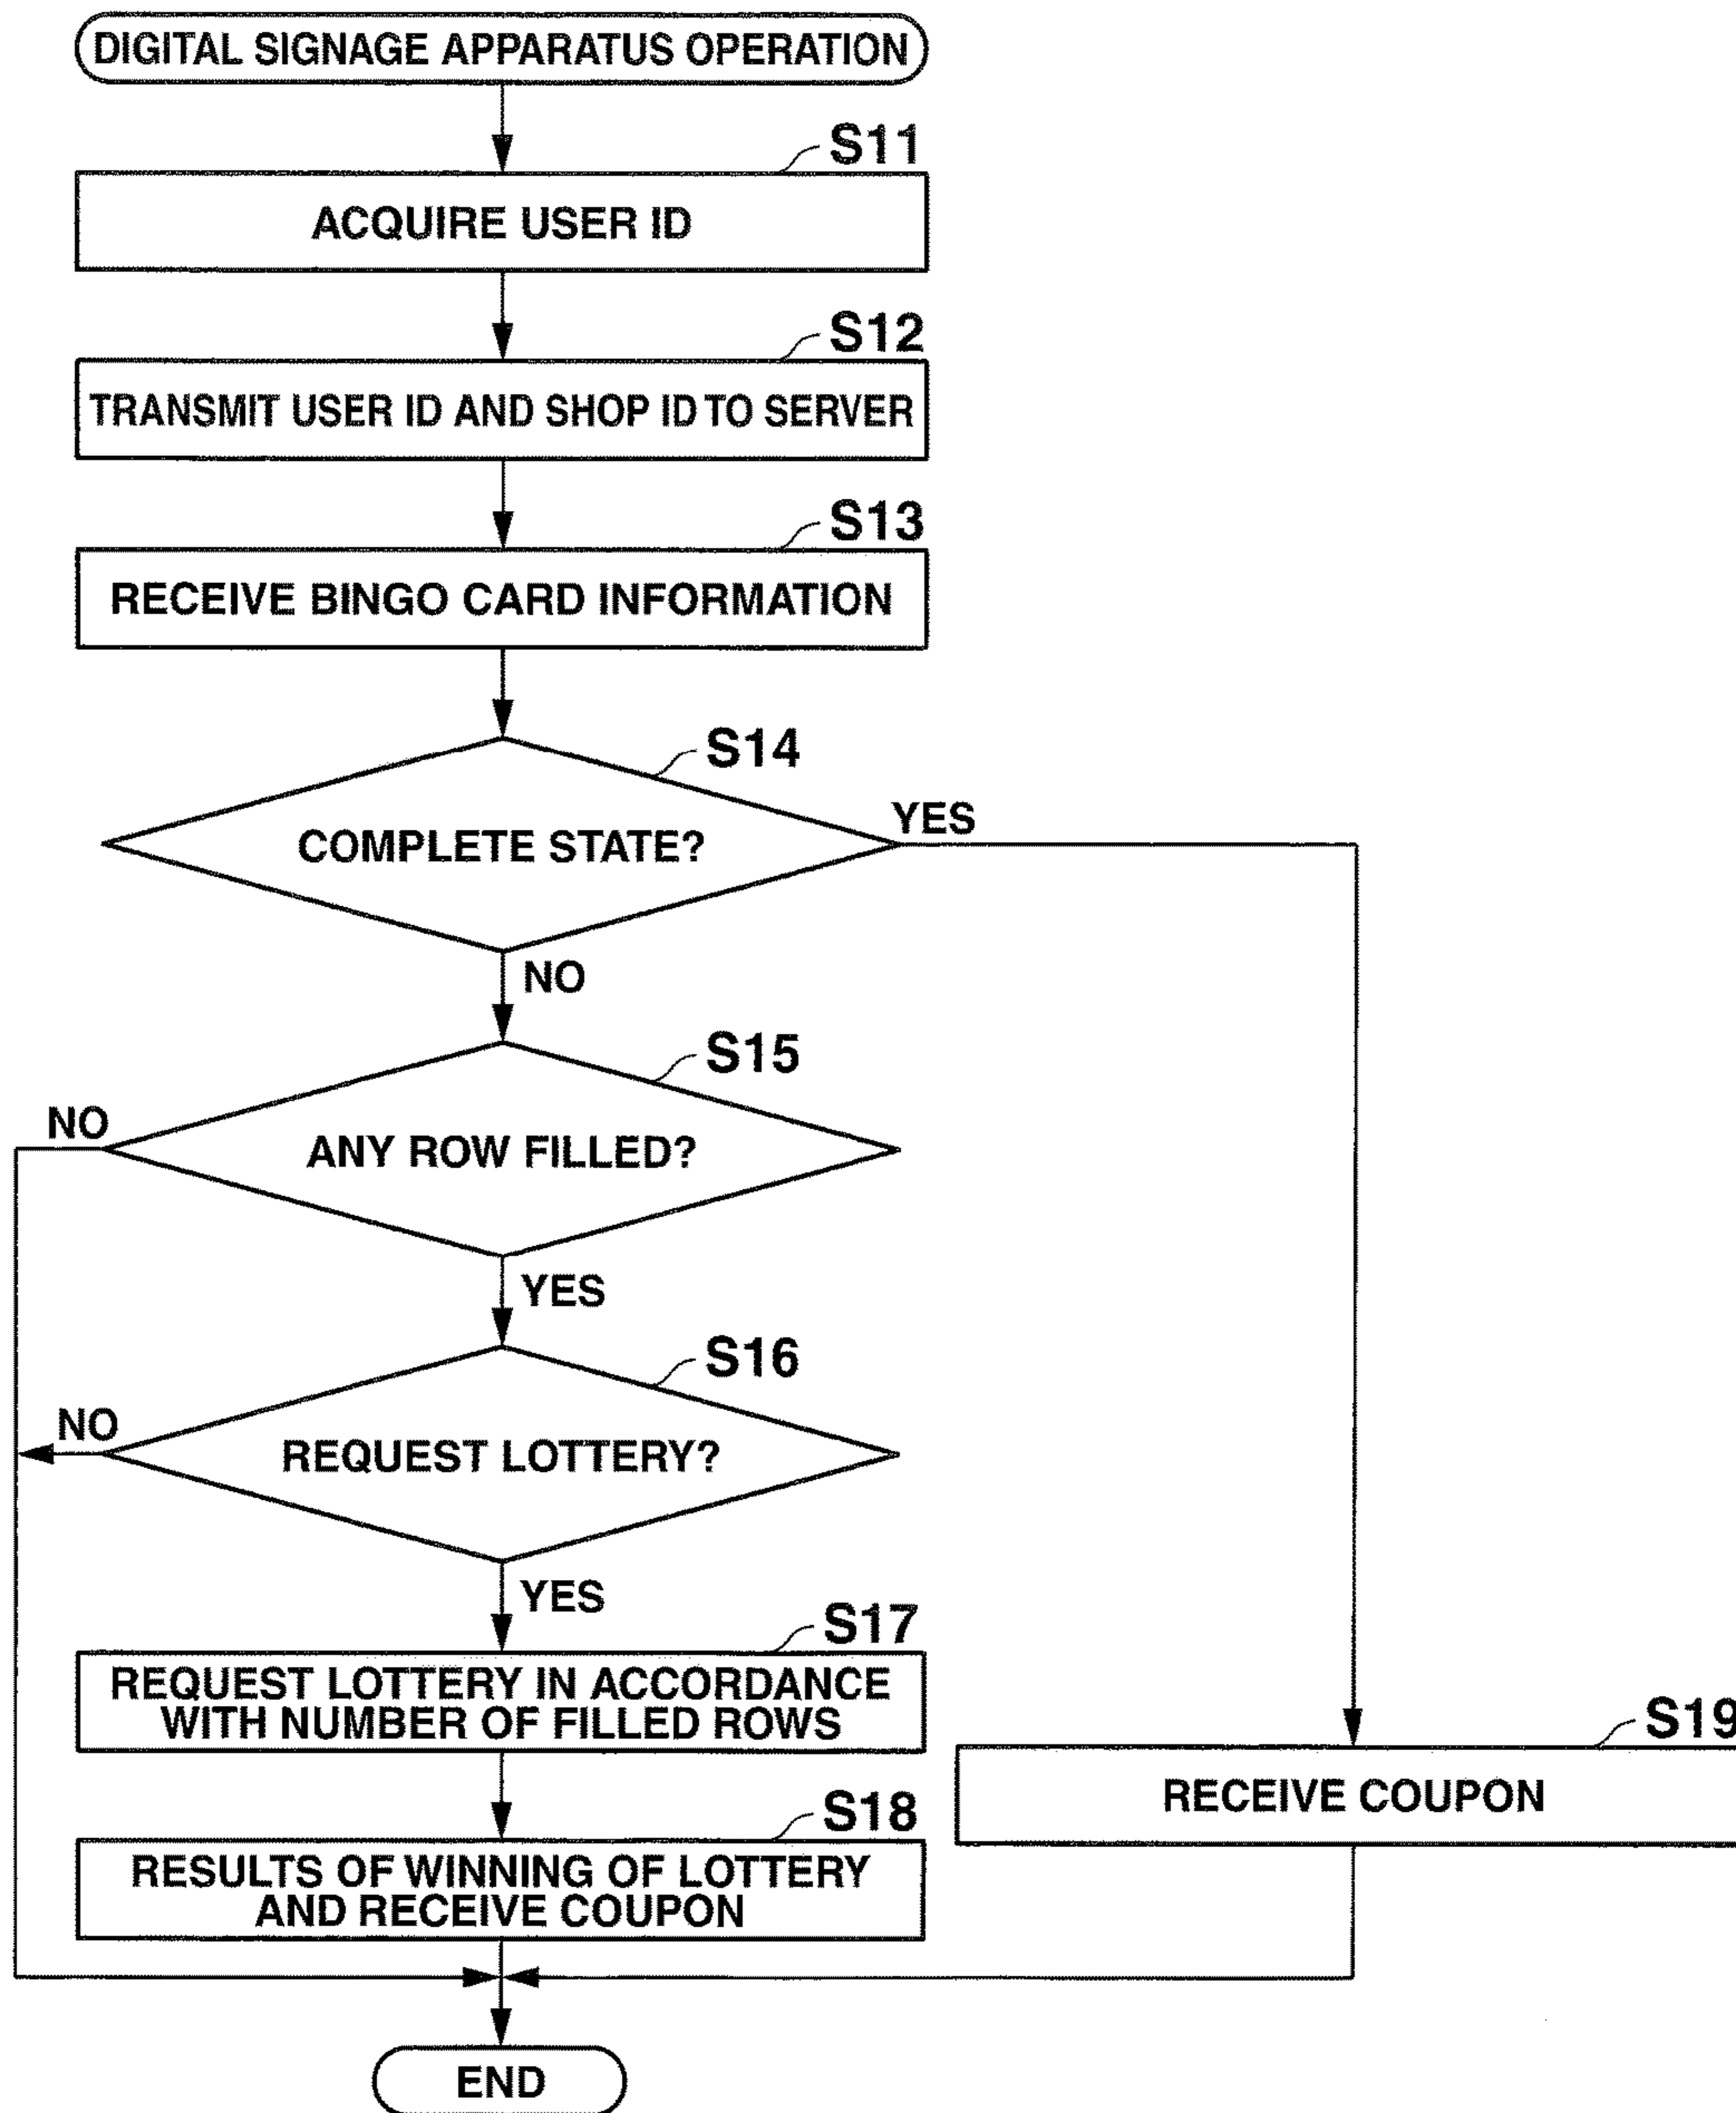 DIGITAL SIGNAGE APPARATUS OPERATION
S11
ACQUIRE USER ID
S12
TRANSMIT USER ID AND SHOP ID TO SERVER
S13
RECEIVE BINGO CARD INFORMATION
S14
COMPLETE STATE?
YES
NO
S15
ANY ROW FILLED?
NO
YES
S16
REQUEST LOTTERY?
NO
YES
S17
REQUEST LOTTERY IN ACCORDANCE
WITH NUMBER OF FILLED ROWS
S18
RESULTS OF WINNING OF LOTTERY
AND RECEIVE COUPON
S19
RECEIVE COUPON
END